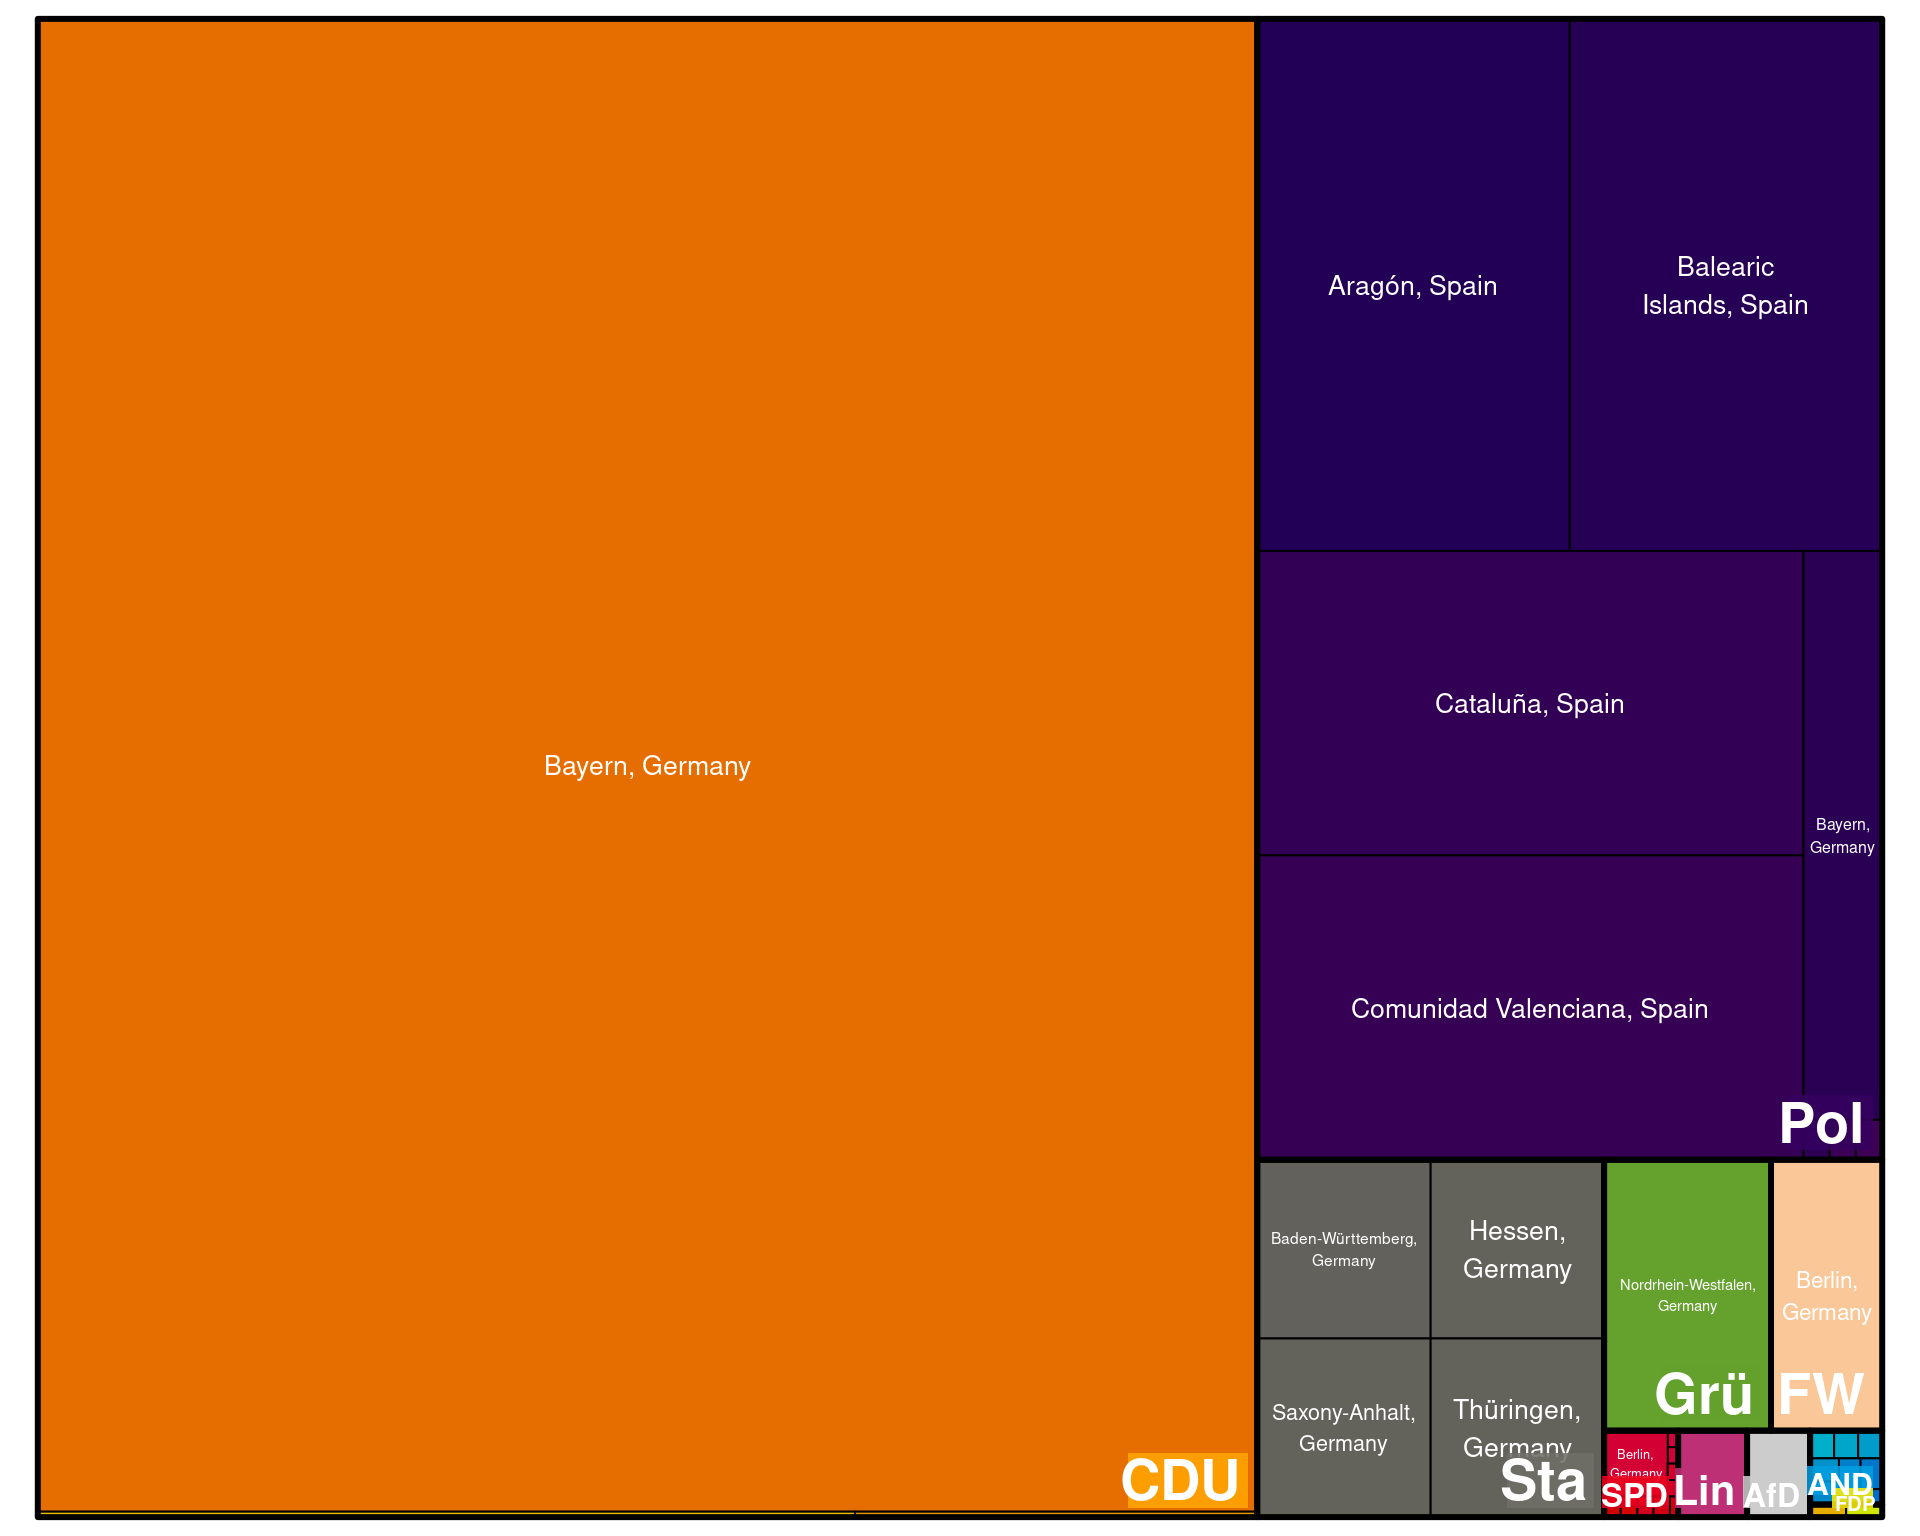 Aragón, Spain
Balearic
Islands, Spain
Cataluña, Spain
Bayern, Germany
Bayern,
Germany
Comunidad Valenciana, Spain
Pol
Baden-Württemberg,
Germany
Hessen,
Germany
Nordrhein-Westfalen,
Germany
Berlin,
Germany
Grü
FW
Saxony-Anhalt,
Germany
Thüringen,
Germany
CDU
Sta
Berlin,
Germany
SPD
Lin
AfD
AND
FDP